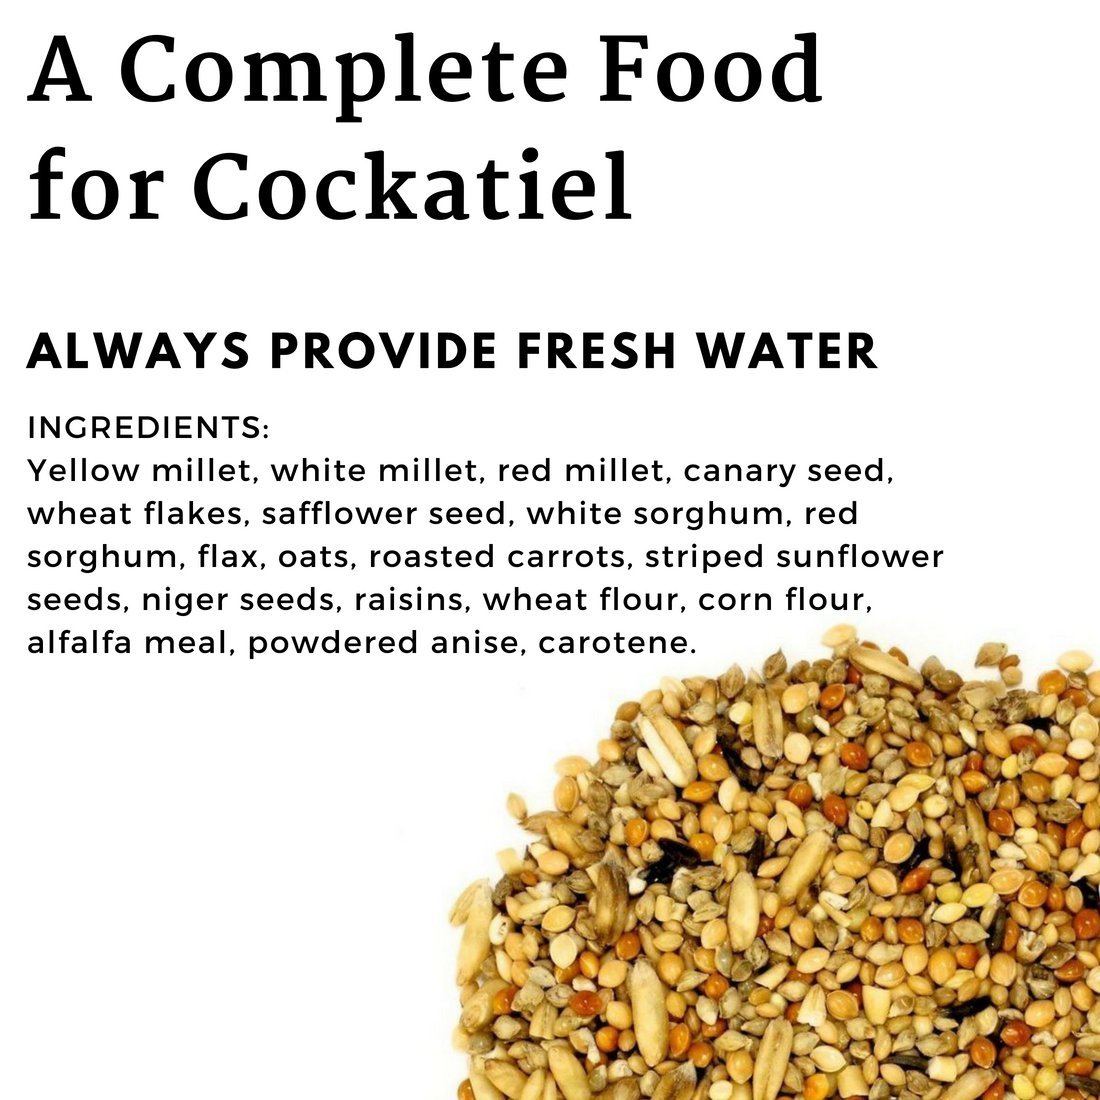 A Complete Food
for Cockatiel
ALWAYS PROVIDE FRESH WATER
INGREDIENTS:
Yellow millet, white millet, red millet, canary seed,
wheat flakes, safflower seed, white sorghum, red
sorghum, flax, oats, roasted carrots, striped sunflower
seeds, niger seeds, raisins, wheat flour, corn flour,
alfalfa meal, powdered anise, carotene.